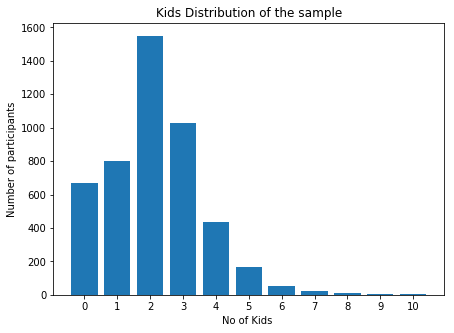 Kids Distribution of the sample
Number of participants
1600
1400
1200
1000
800
600
400
200
0
0 1 2 3 4 5 6 7 8 9 10
No of Kids